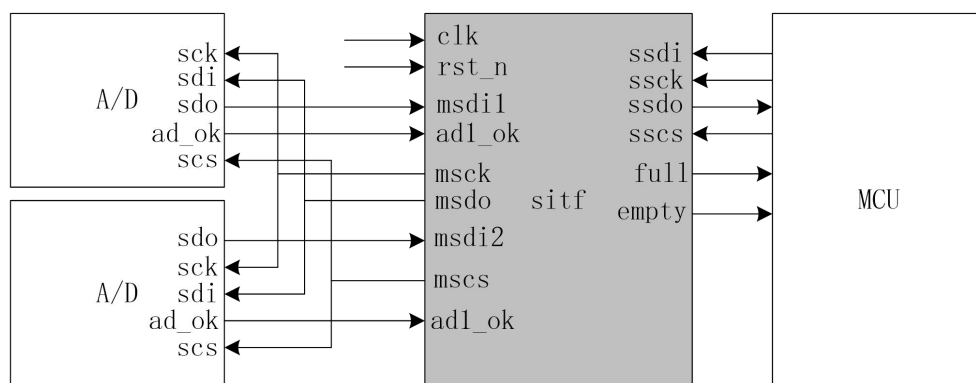 sck
sdi
A/D
sdo
ad_ok
scs
sdo
sck
A/D
sdi
ad_ok
scs
clk
rst_n
msdi1
ad1_ok
msck
msdo
sitf
msdi2
mscs
ad1_ok
ssdi
ssck
ssdo
sscs
full
empty
MCU